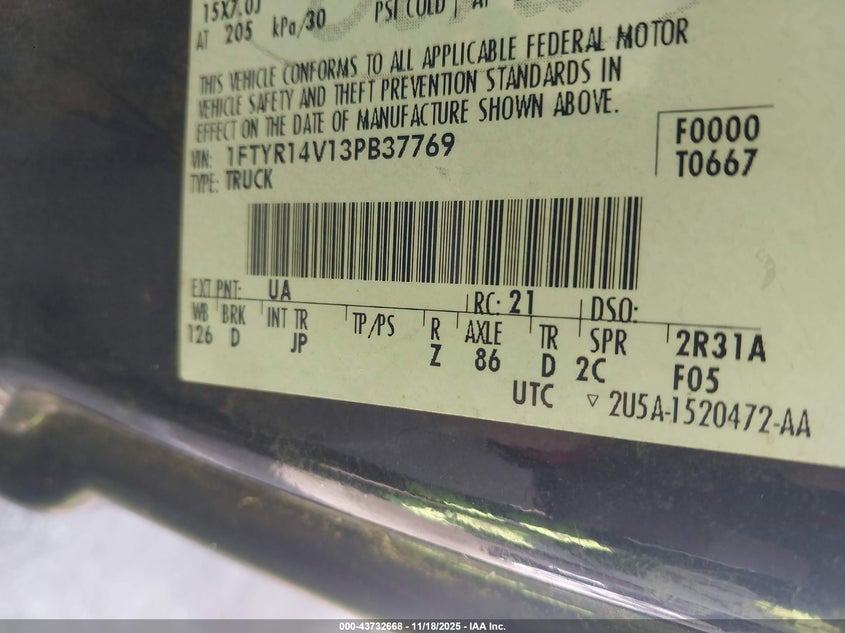 15X7.0J PSI COLD AT
AT 205 kPa/30
THIS VEHICLE CONFORMS TO ALL APPLICABLE FEDERAL MOTOR
VEHICLE SAFETY AND THEFT PREVENTION STANDARDS IN
EFFECT ON THE DATE OF MANUFACTURE SHOWN ABOVE.
VIN: 1FTYR14V13PB37769 F0000
TYPE: TRUCK T0667
EXT PNT: UA RC: 21 DSO:
WB BRK INT TR TP/PS R AXLE TR SPR 2R31A
126 D JP Z 86 D 2C F05
UTC ▽ 2U5A-1520472-AA
000-43732668 - 11/18/2025 - IAA Inc.